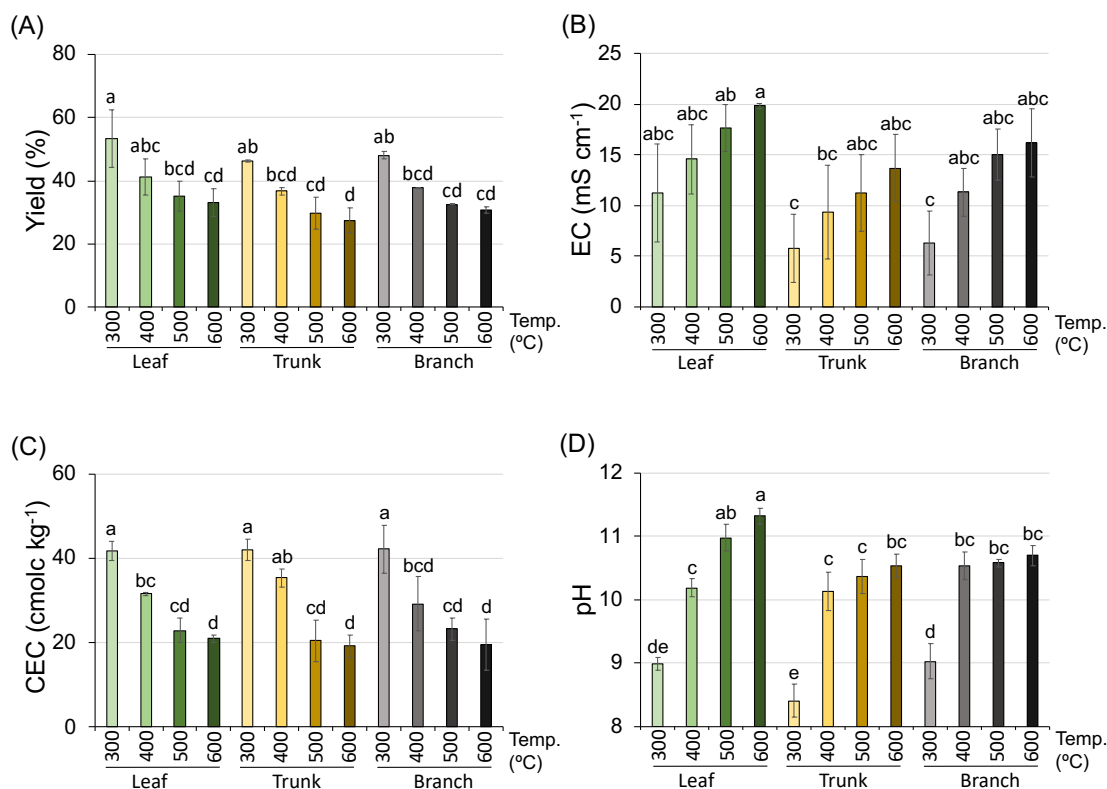 (A)
Yield (%)
80
60
40
20
0
a
abc
bcd
cd
ab
bcd
cd
d
ab
bcd
cd
cd
300 400 500 600 300 400 500 600 300 400 500 600 Temp.
(ºC)
Leaf Trunk Branch
(B)
EC (mS cm⁻¹)
25
20
15
10
5
0
abc
abc
ab
a
c
bc
abc
abc
c
abc
abc
abc
300 400 500 600 300 400 500 600 300 400 500 600 Temp.
(ºC)
Leaf Trunk Branch
(C)
CEC (cmolc kg⁻¹)
60
40
20
0
a
bc
cd
d
a
ab
cd
d
a
bcd
cd
d
300 400 500 600 300 400 500 600 300 400 500 600 Temp.
(ºC)
Leaf Trunk Branch
(D)
pH
12
11
10
9
8
de
c
ab
a
e
c
c
bc
d
bc
bc
bc
300 400 500 600 300 400 500 600 300 400 500 600 Temp.
(ºC)
Leaf Trunk Branch